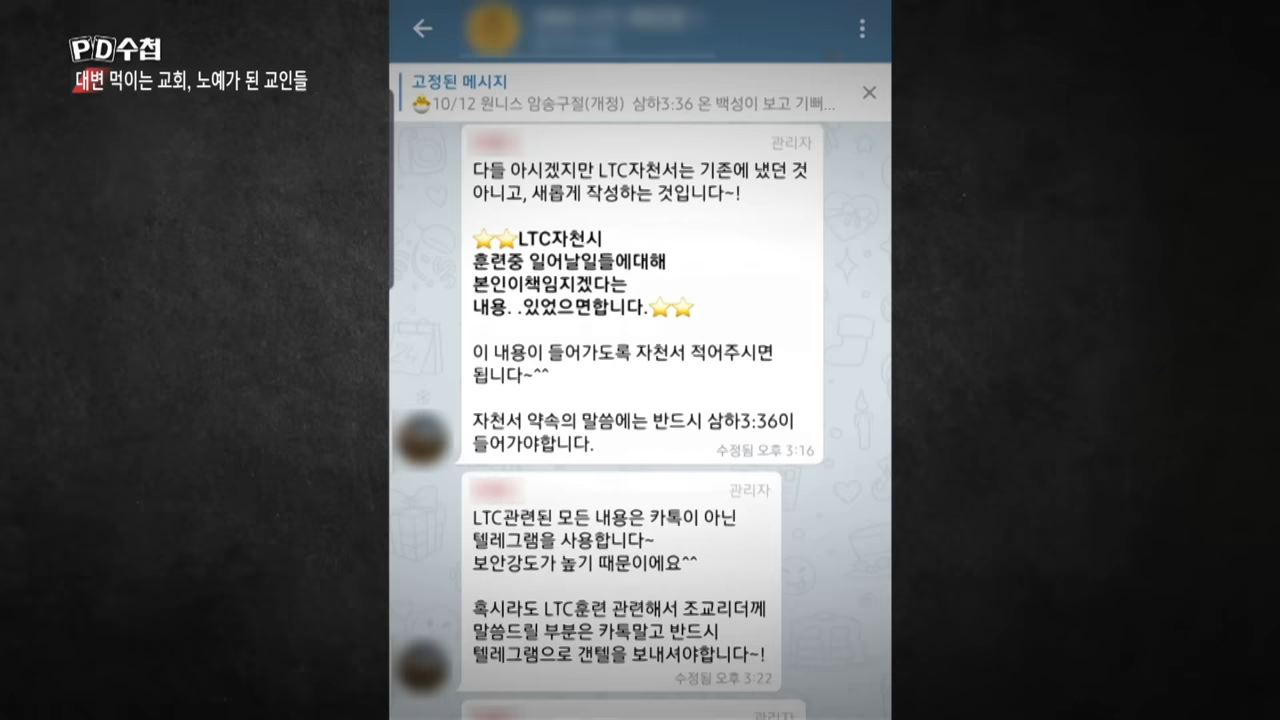 PD수첩
대변 먹이는 교회, 노예가 된 교인들
고정된 메시지
10/12 원니스 암송구절(개정) 삼하3:36 온 백성이 보고 기뻐...
관리자
다들 아시겠지만 LTC자천서는 기존에 냈던 것
아니고, 새롭게 작성하는 것입니다~!
⭐⭐LTC자천시
훈련중 일어날일들에대해
본인이책임지겠다는
내용. .있었으면합니다.⭐⭐
이 내용이 들어가도록 자천서 적어주시면
됩니다~^^
자천서 약속의 말씀에는 반드시 삼하3:36이
들어가야합니다.
수정됨 오후 3:16
관리자
LTC관련된 모든 내용은 카톡이 아닌
텔레그램을 사용합니다~
보안강도가 높기 때문이에요^^
혹시라도 LTC훈련 관련해서 조교리더께
말씀드릴 부분은 카톡말고 반드시
텔레그램으로 갠텔을 보내셔야합니다~!
수정됨 오후 3:22
관리자